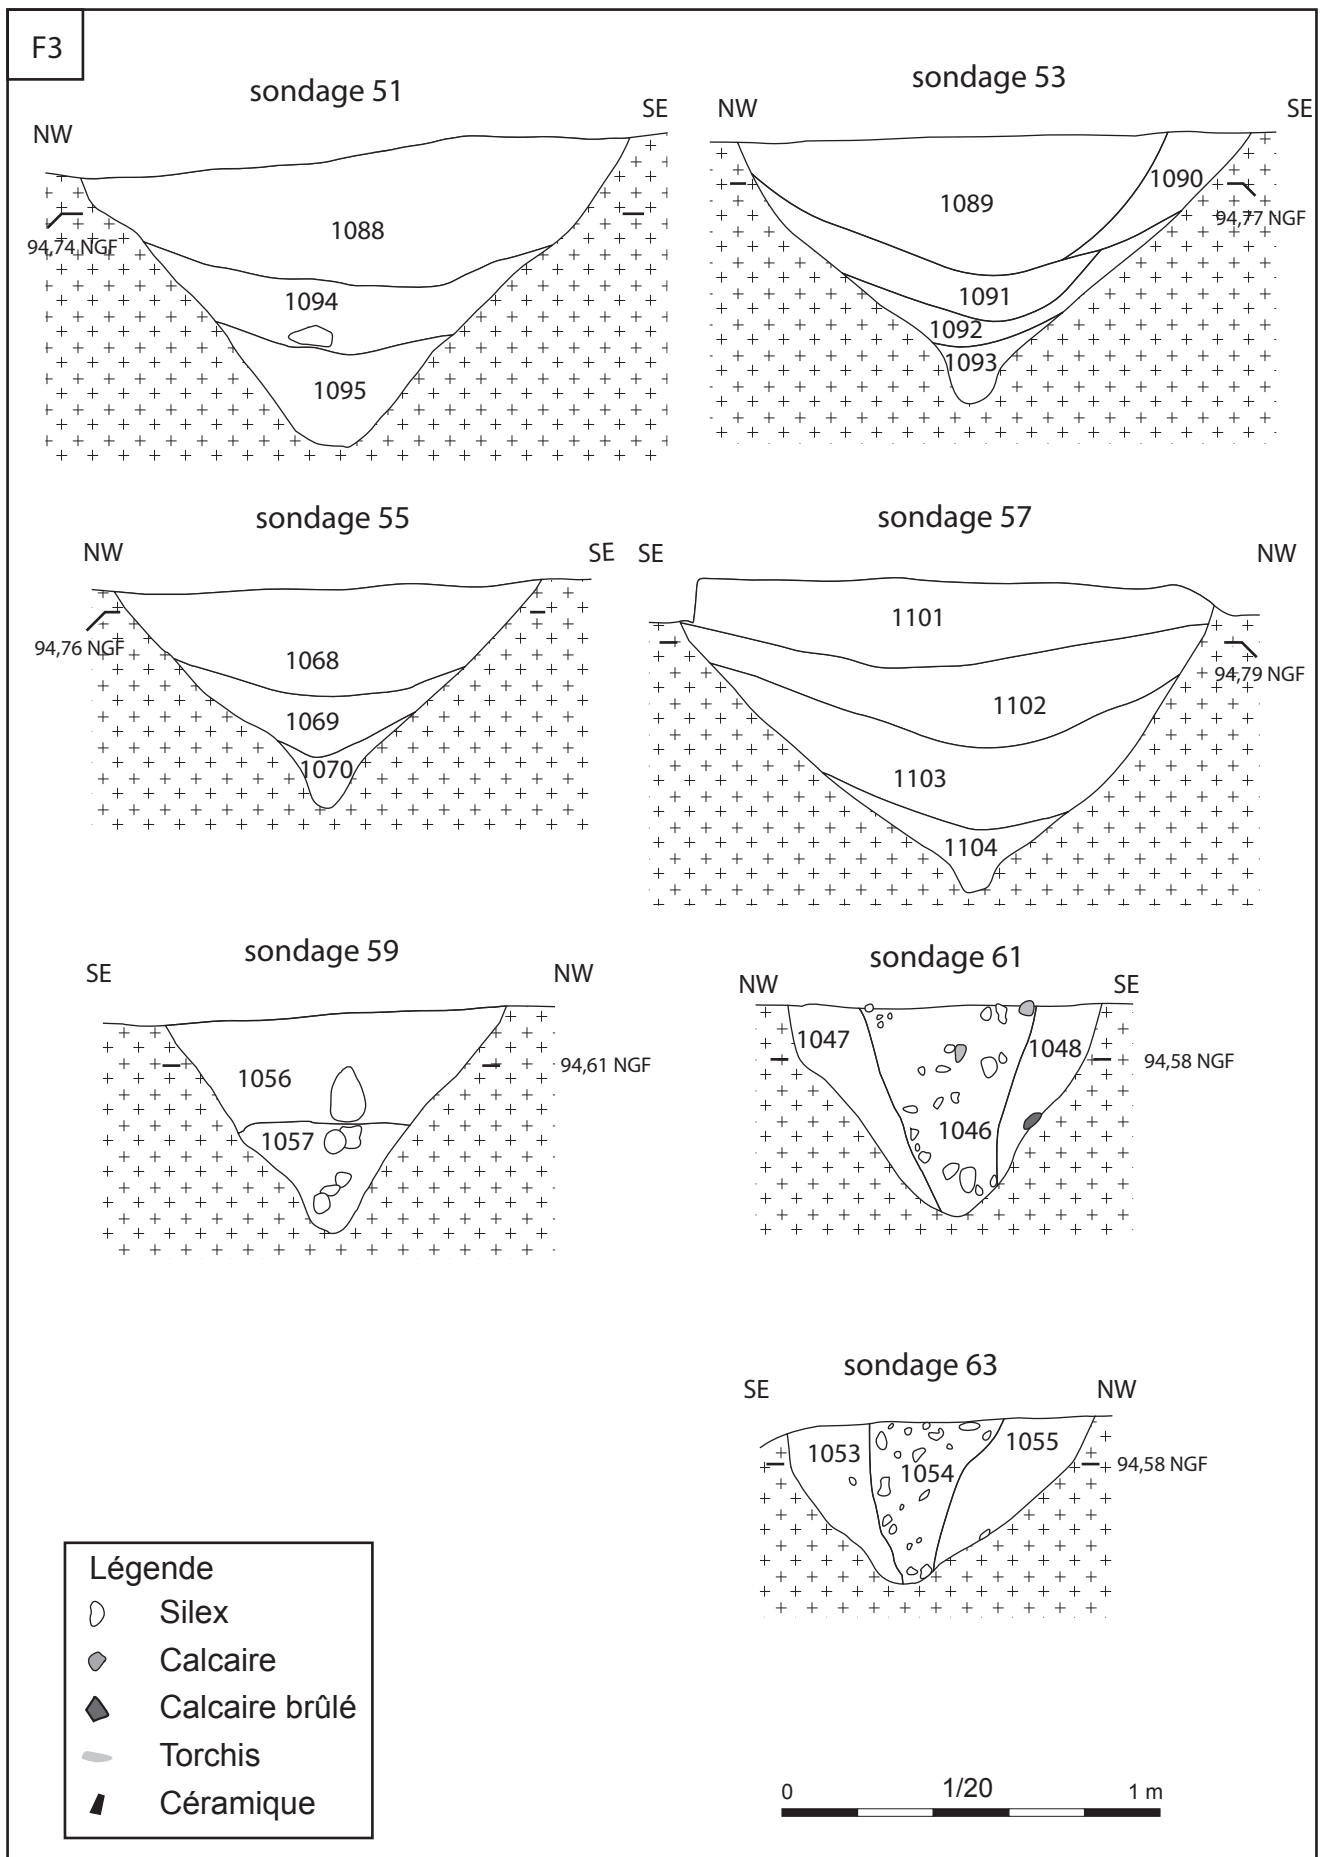 F3
sondage 51
NW
SE
1088
94,74 NGF
1094
1095
sondage 53
NW
SE
1089
1090
94,77 NGF
1091
1092
1093
sondage 55
NW
SE
1068
94,76 NGF
1069
1070
sondage 57
SE
NW
1101
94,79 NGF
1102
1103
1104
sondage 59
SE
NW
1056
94,61 NGF
1057
sondage 61
NW
SE
1047
1048
94,58 NGF
1046
sondage 63
SE
NW
1053
1054
1055
94,58 NGF
Légende
Silex
Calcaire
Calcaire brûlé
Torchis
Céramique
0 1/20 1 m